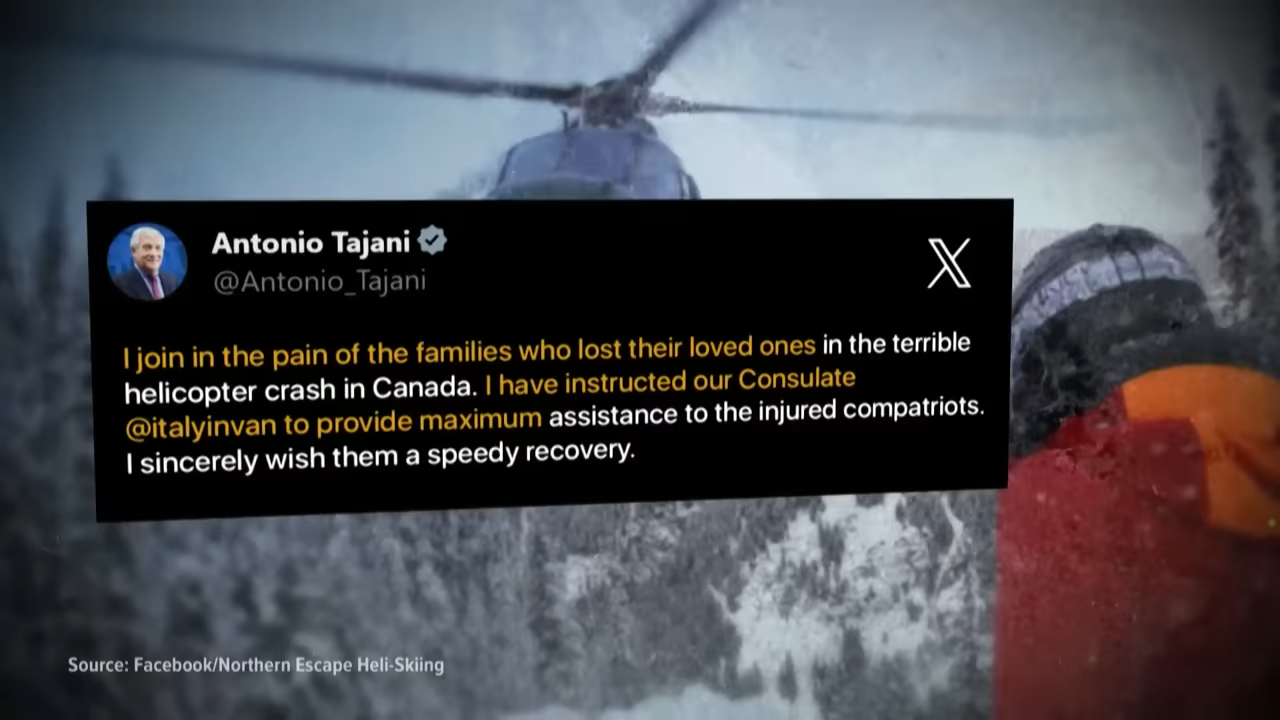 Antonio Tajani
@Antonio_Tajani
I join in the pain of the families who lost their loved ones in the terrible
helicopter crash in Canada. I have instructed our Consulate
@italyinvan to provide maximum assistance to the injured compatriots.
I sincerely wish them a speedy recovery.
Source: Facebook/Northern Escape Heli-Skiing